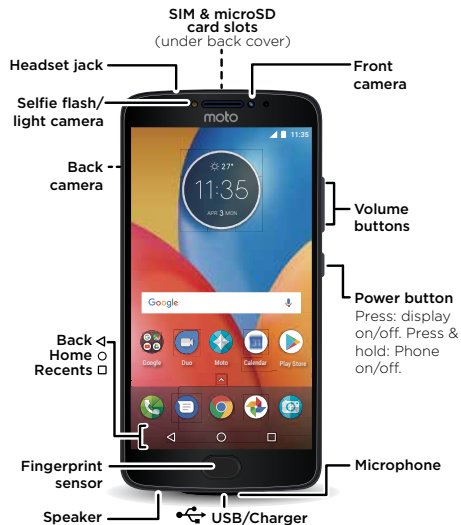 SIM & microSD
card slots
(under back cover)
Headset jack
Front
camera
Selfie flash/
light camera
moto
11:35
Back
camera
27°
11:35
APR 3 MON
Volume
buttons
Google
Power button
Press: display
on/off. Press &
hold: Phone
on/off.
Google
Duo
Moto
31
Calendar
Play Store
Back
Home
Recents
Fingerprint
sensor
Microphone
Speaker
USB/Charger